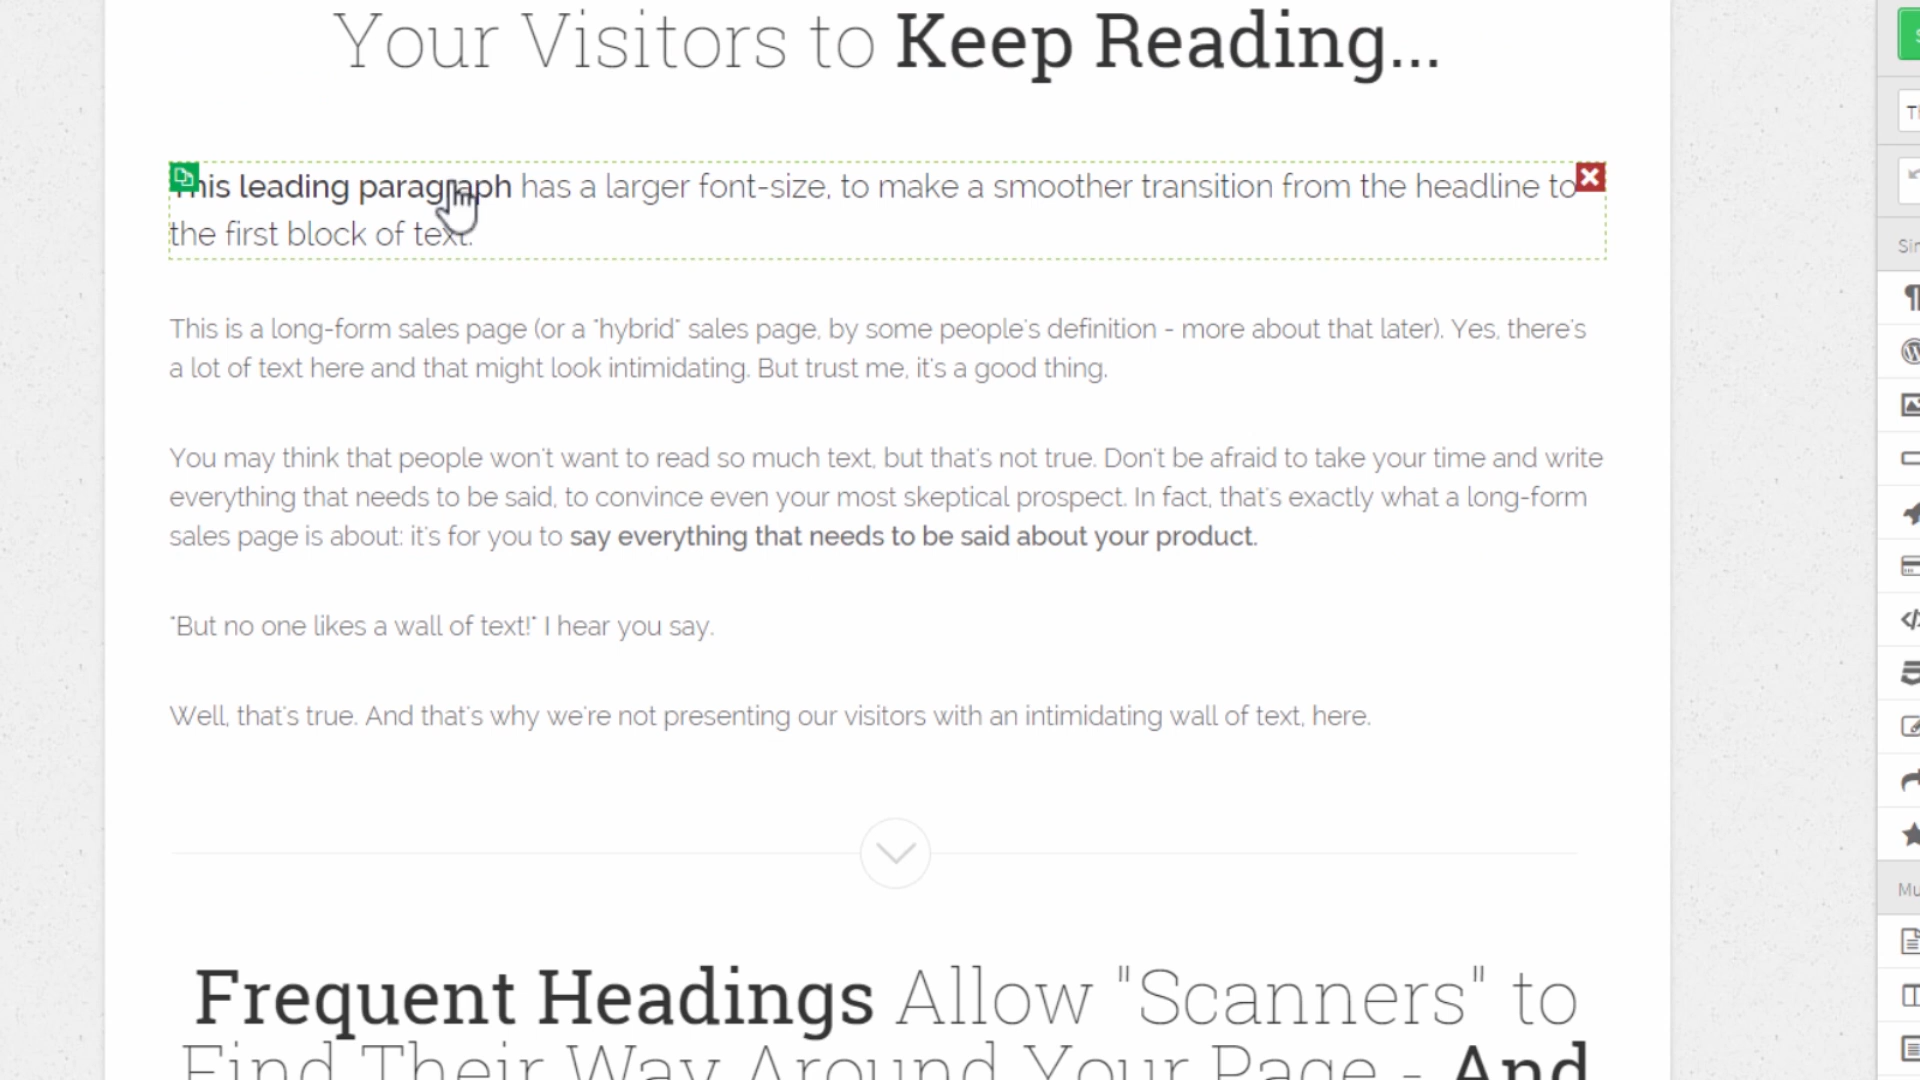 Your Visitors to Keep Reading...
This leading paragraph has a larger font-size, to make a smoother transition from the headline to
the first block of text.
This is a long-form sales page (or a "hybrid" sales page, by some people's definition - more about that later). Yes, there's
a lot of text here and that might look intimidating. But trust me, it's a good thing.
You may think that people won't want to read so much text, but that's not true. Don't be afraid to take your time and write
everything that needs to be said, to convince even your most skeptical prospect. In fact, that's exactly what a long-form
sales page is about: it's for you to say everything that needs to be said about your product.
"But no one likes a wall of text!" I hear you say.
Well, that's true. And that's why we're not presenting our visitors with an intimidating wall of text, here.
Frequent Headings Allow "Scanners" to
Find Their Way Around Your Page - And